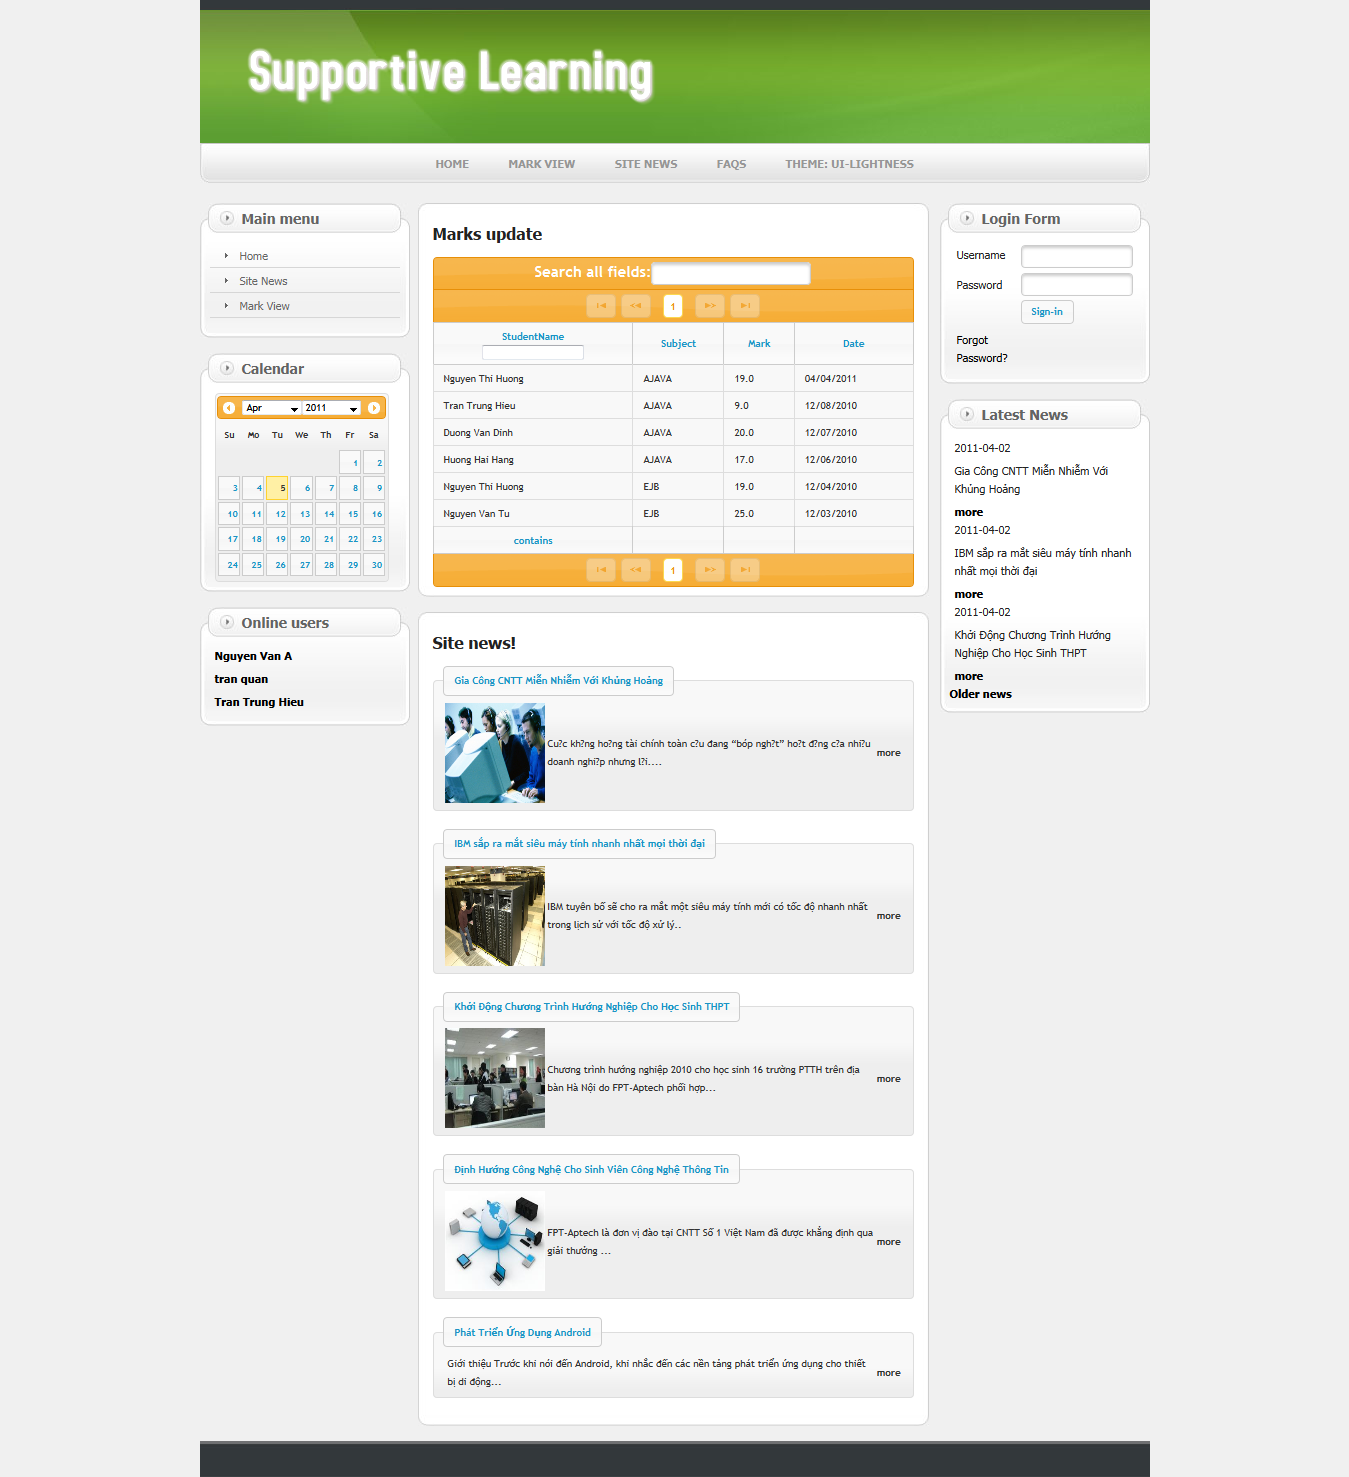 Supportive Learning
HOME MARK VIEW SITE NEWS FAQS THEME: UI-LIGHTNESS
Main menu
Home
Site News
Mark View
Calendar
Apr 2011
Su Mo Tu We Th Fr Sa
1 2
3 4 5 6 7 8 9
10 11 12 13 14 15 16
17 18 19 20 21 22 23
24 25 26 27 28 29 30
Online users
Nguyen Van A
tran quan
Tran Trung Hieu
Marks update
Search all fields:
1
StudentName Subject Mark Date
Nguyen Thi Huong AJAVA 19.0 04/04/2011
Tran Trung Hieu AJAVA 9.0 12/08/2010
Duong Van Dinh AJAVA 20.0 12/07/2010
Huong Hai Hang AJAVA 17.0 12/06/2010
Nguyen Thi Huong EJB 19.0 12/04/2010
Nguyen Van Tu EJB 25.0 12/03/2010
contains
1
Site news!
Gia Công CNTT Miễn Nhiễm Với Khủng Hoảng
Cu?c kh?ng ho?ng tài chính toàn c?u đang “bóp ngh?t” ho?t đ?ng c?a nhi?u
doanh nghi?p nhưng l?i....
more
IBM sắp ra mắt siêu máy tính nhanh nhất mọi thời đại
IBM tuyên bố sẽ cho ra mắt một siêu máy tính mới có tốc độ nhanh nhất
trong lịch sử với tốc độ xử lý..
more
Khởi Động Chương Trình Hướng Nghiệp Cho Học Sinh THPT
Chương trình hướng nghiệp 2010 cho học sinh 16 trường PTTH trên địa
bàn Hà Nội do FPT-Aptech phối hợp...
more
Định Hướng Công Nghệ Cho Sinh Viên Công Nghệ Thông Tin
FPT-Aptech là đơn vị đào tại CNTT Số 1 Việt Nam đã được khẳng định qua
giải thưởng ...
more
Phát Triển Ứng Dụng Android
Giới thiệu Trước khi nói đến Android, khi nhắc đến các nền tảng phát triển ứng dụng cho thiết
bị di động...
more
Login Form
Username
Password
Sign-in
Forgot
Password?
Latest News
2011-04-02
Gia Công CNTT Miễn Nhiễm Với
Khủng Hoảng
more
2011-04-02
IBM sắp ra mắt siêu máy tính nhanh
nhất mọi thời đại
more
2011-04-02
Khởi Động Chương Trình Hướng
Nghiệp Cho Học Sinh THPT
more
Older news